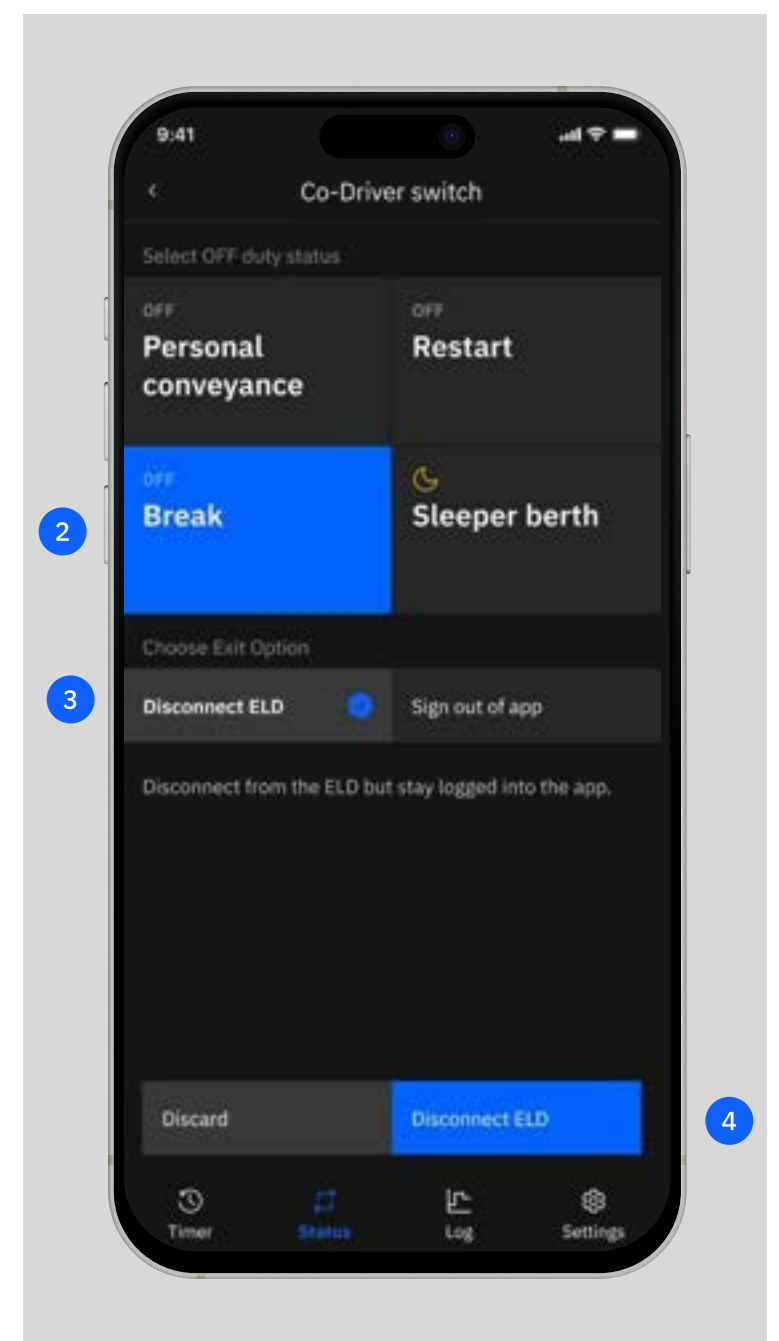 9:41
Co-Driver switch
Select OFF duty status
OFF
Personal
conveyance
OFF
Restart
OFF
Break
Sleeper berth
2
Choose Exit Option
3
Disconnect ELD
Sign out of app
Disconnect from the ELD but stay logged into the app.
Discard
Disconnect ELD
4
Timer
Status
Log
Settings